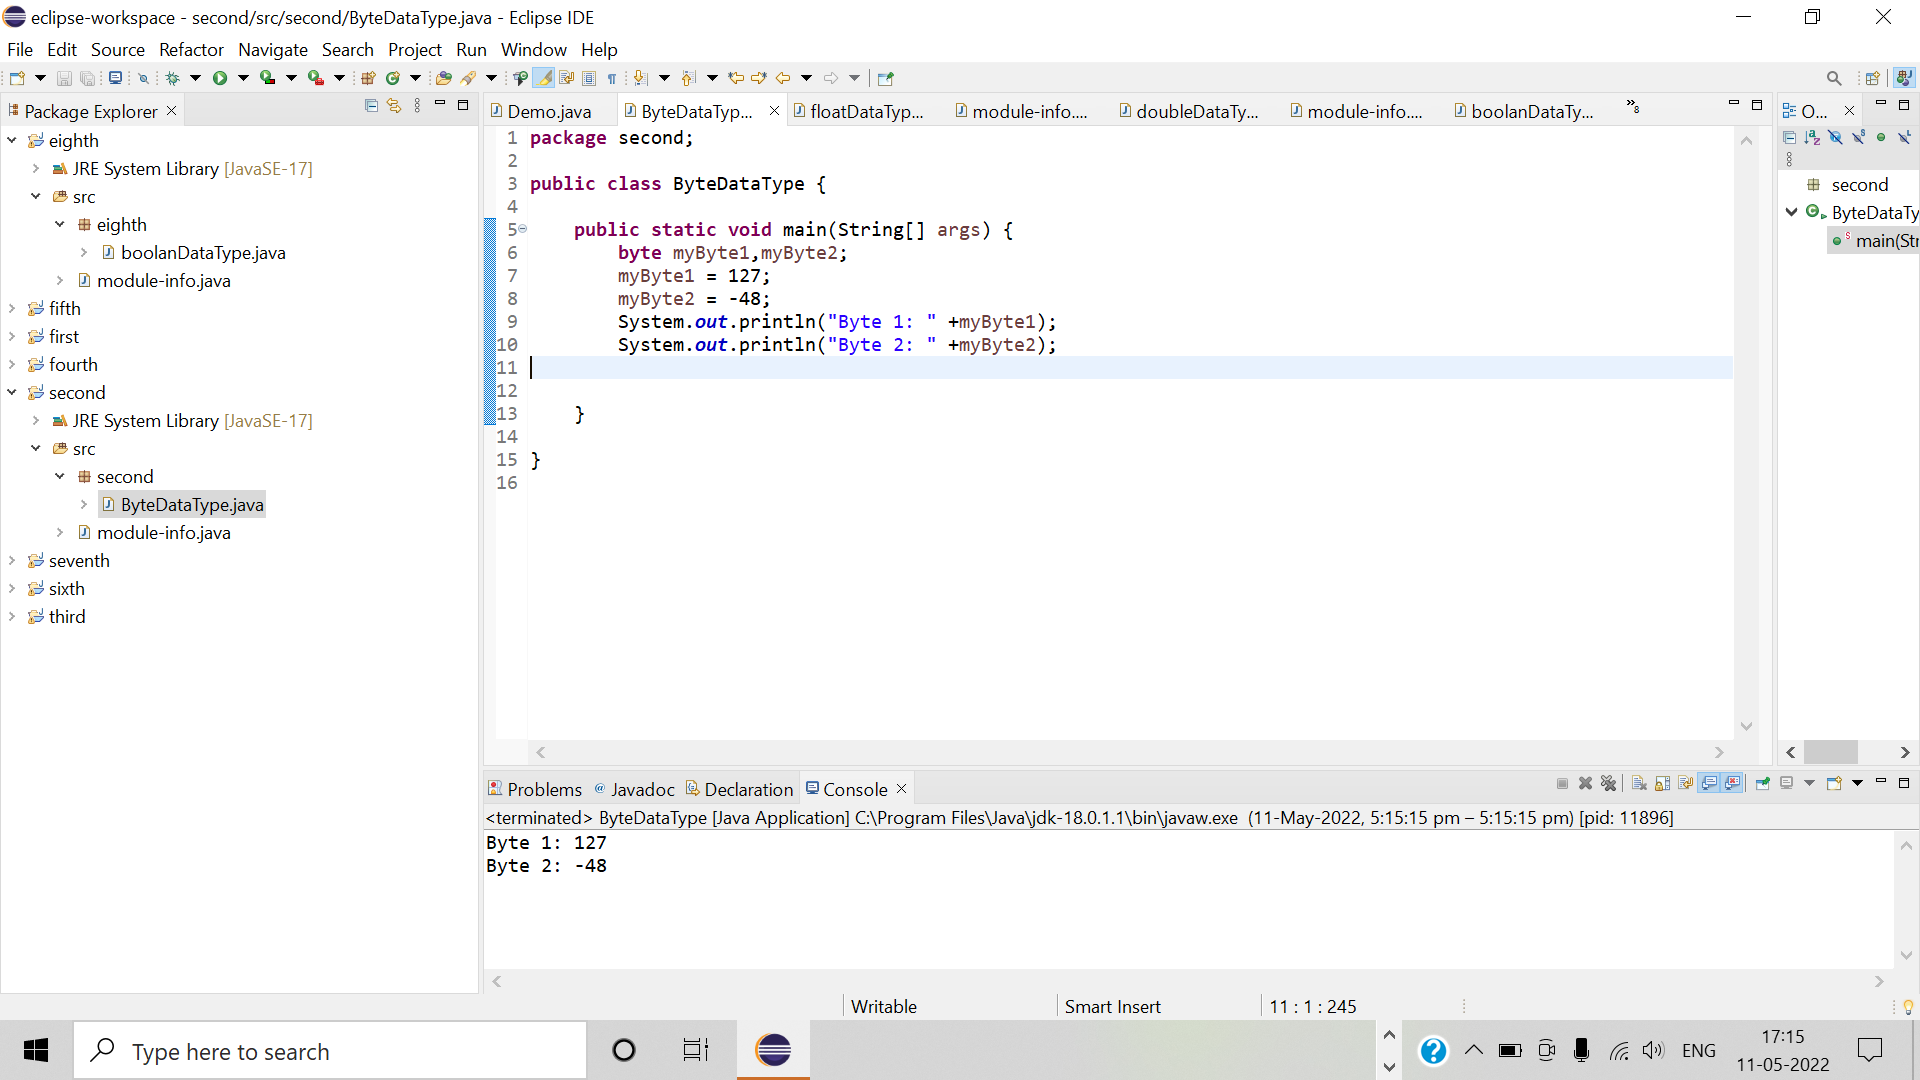 eclipse-workspace - second/src/second/ByteDataType.java - Eclipse IDE
File Edit Source Refactor Navigate Search Project Run Window Help
Package Explorer
eighth
JRE System Library [JavaSE-17]
src
eighth
boolanDataType.java
module-info.java
fifth
first
fourth
second
JRE System Library [JavaSE-17]
src
second
ByteDataType.java
module-info.java
seventh
sixth
third
Demo.java ByteDataTyp... floatDataTyp... module-info.... doubleDataTy... module-info.... boolanDataTy... »8
1 package second;
2
3 public class ByteDataType {
4
5 public static void main(String[] args) {
6 byte myByte1,myByte2;
7 myByte1 = 127;
8 myByte2 = -48;
9 System.out.println("Byte 1: " +myByte1);
10 System.out.println("Byte 2: " +myByte2);
11
12
13 }
14
15 }
16
O...
second
ByteDataTy
main(Str
Problems @ Javadoc Declaration Console
<terminated> ByteDataType [Java Application] C:\Program Files\Java\jdk-18.0.1.1\bin\javaw.exe (11-May-2022, 5:15:15 pm – 5:15:15 pm) [pid: 11896]
Byte 1: 127
Byte 2: -48
Writable Smart Insert 11 : 1 : 245
Type here to search
ENG
17:15
11-05-2022